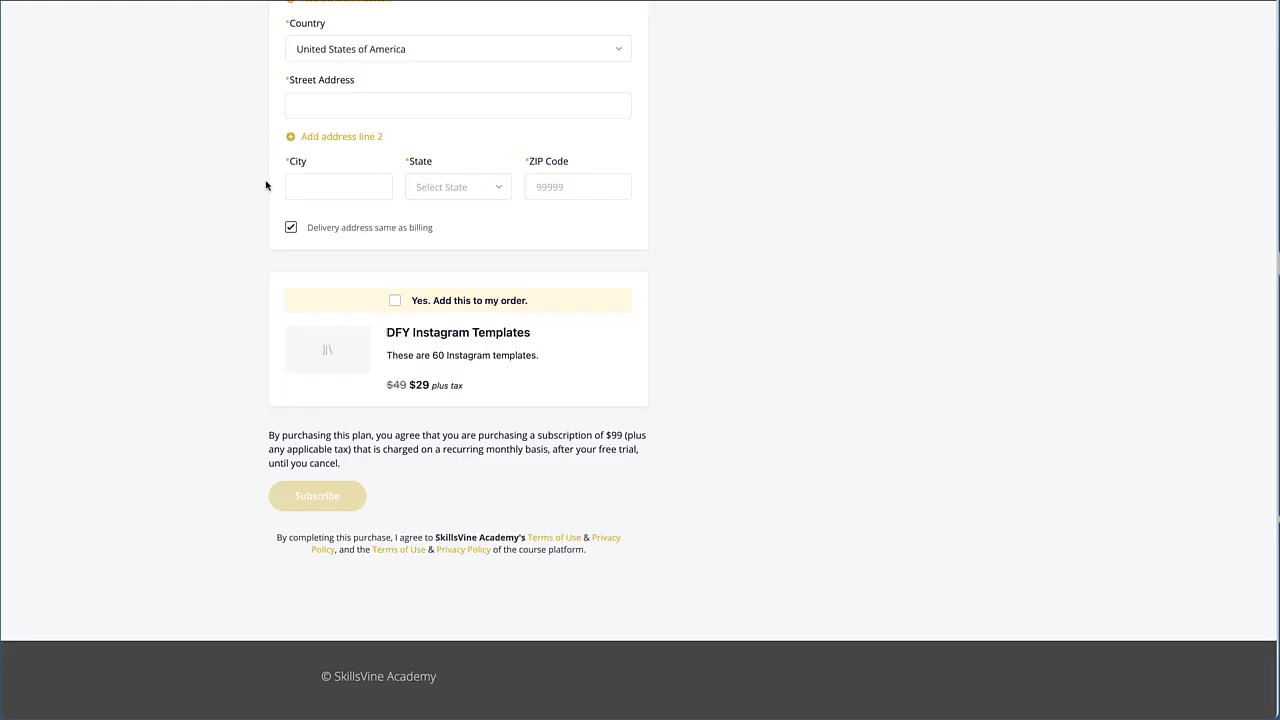 *Country
United States of America
*Street Address
Add address line 2
*City *State *ZIP Code
Select State 99999
Delivery address same as billing
Yes. Add this to my order.
DFY Instagram Templates
These are 60 Instagram templates.
$49 $29 plus tax
By purchasing this plan, you agree that you are purchasing a subscription of $99 (plus
any applicable tax) that is charged on a recurring monthly basis, after your free trial,
until you cancel.
Subscribe
By completing this purchase, I agree to SkillsVine Academy's Terms of Use & Privacy
Policy, and the Terms of Use & Privacy Policy of the course platform.
© SkillsVine Academy